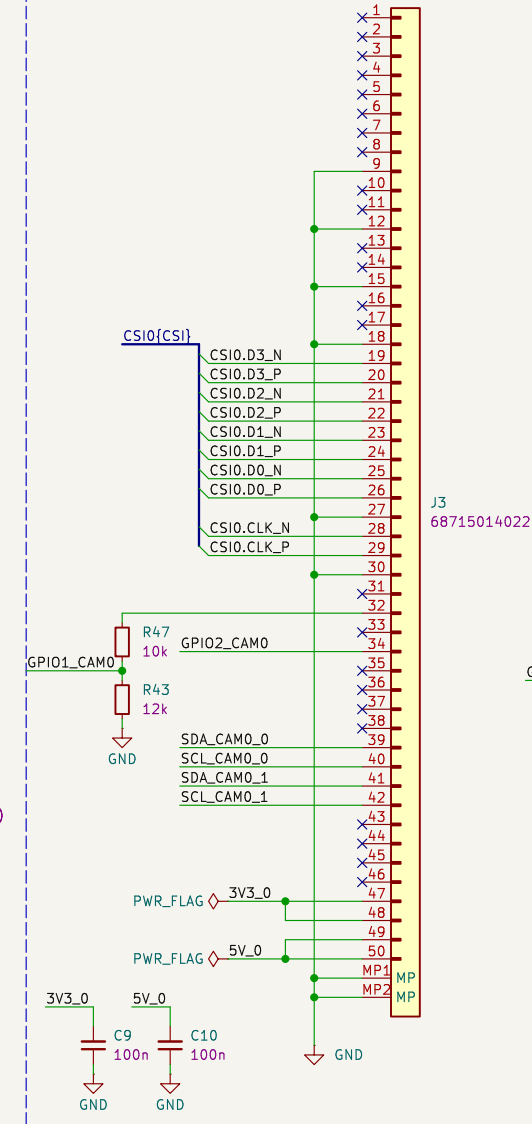 1
2
3
4
5
6
7
8
9
10
11
12
13
14
15
16
17
18
CSI0{CSI}
CSI0.D3_N 19
CSI0.D3_P 20
CSI0.D2_N 21
CSI0.D2_P 22
CSI0.D1_N 23
CSI0.D1_P 24
CSI0.D0_N 25
CSI0.D0_P 26
27
J3
68715014022
CSI0.CLK_N 28
CSI0.CLK_P 29
30
31
32
R47
10k
33
GPIO2_CAM0 34
GPIO1_CAM0
35
R43
12k
36
37
38
GND
SDA_CAM0_0 39
SCL_CAM0_0 40
SDA_CAM0_1 41
SCL_CAM0_1 42
43
44
45
46
PWR_FLAG 3V3_0 47
48
49
PWR_FLAG 5V_0 50
MP1 MP
MP2 MP
3V3_0 5V_0
C9 C10
100n 100n
GND
GND GND